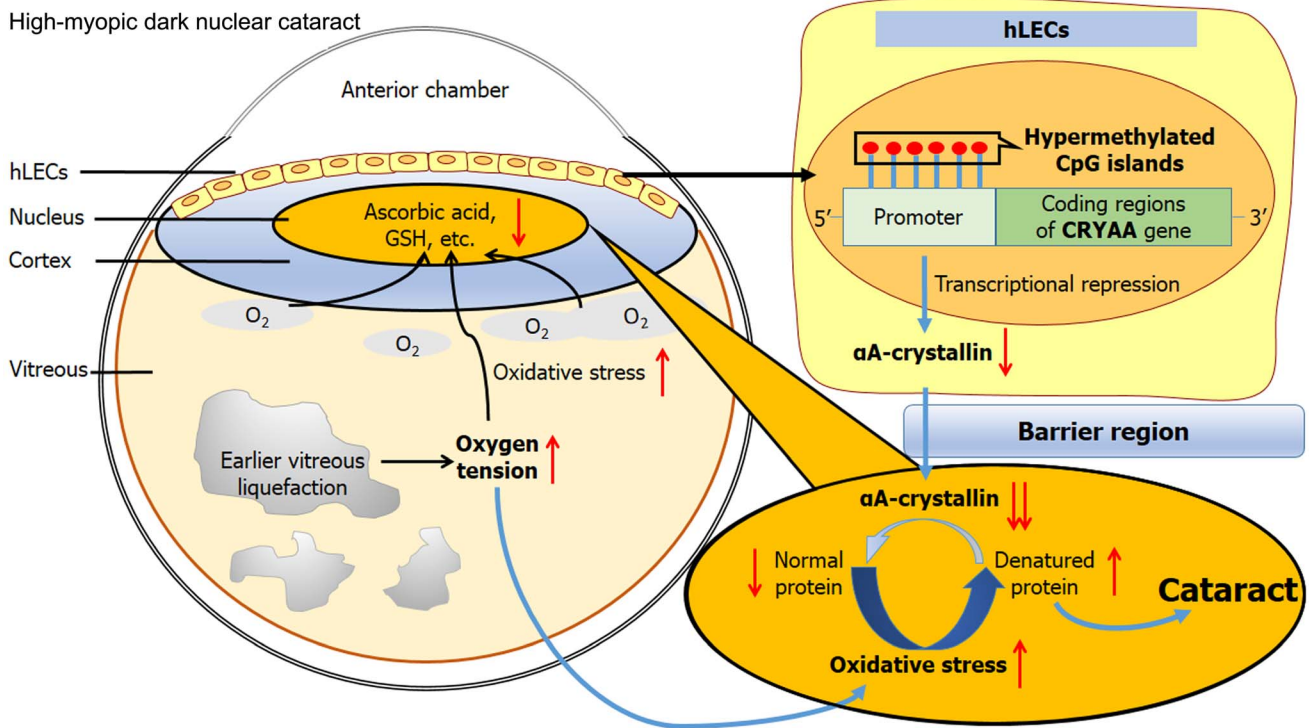 High-myopic dark nuclear cataract
Anterior chamber
hLECs
Nucleus
Cortex
Vitreous
Ascorbic acid,
GSH, etc.
O2
O2
O2
O2
Oxidative stress
Earlier vitreous
liquefaction
Oxygen
tension
hLECs
Hypermethylated
CpG islands
5′
Promoter
Coding regions
of CRYAA gene
3′
Transcriptional repression
αA-crystallin
Barrier region
αA-crystallin
Normal
protein
Denatured
protein
Cataract
Oxidative stress